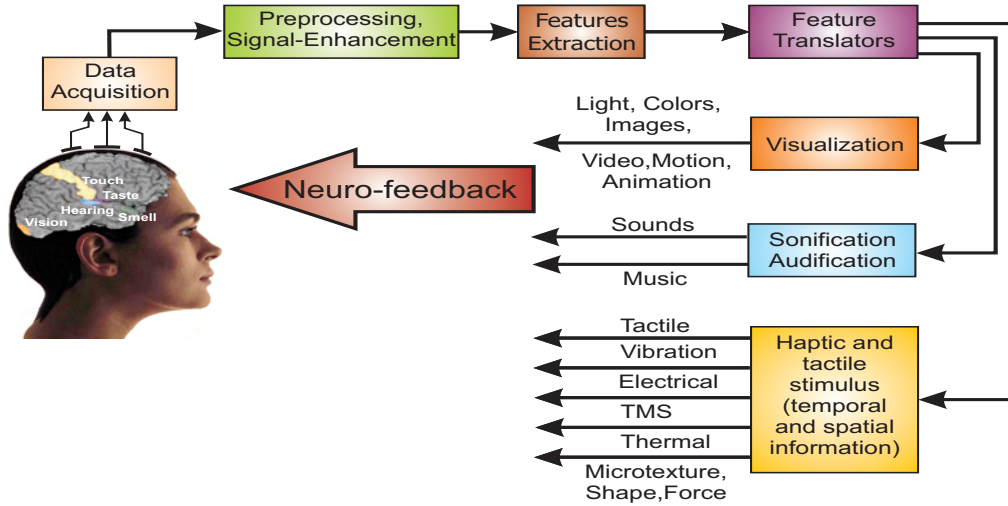 Preprocessing,
Signal-Enhancement
Features
Extraction
Feature
Translators
Data
Acquisition
Light, Colors,
Images,
Video,Motion,
Animation
Visualization
Touch
Taste
Hearing
Smell
Vision
Neuro-feedback
Sounds
Music
Sonification
Audification
Tactile
Vibration
Electrical
TMS
Thermal
Microtexture,
Shape,Force
Haptic and
tactile
stimulus
(temporal
and spatial
information)